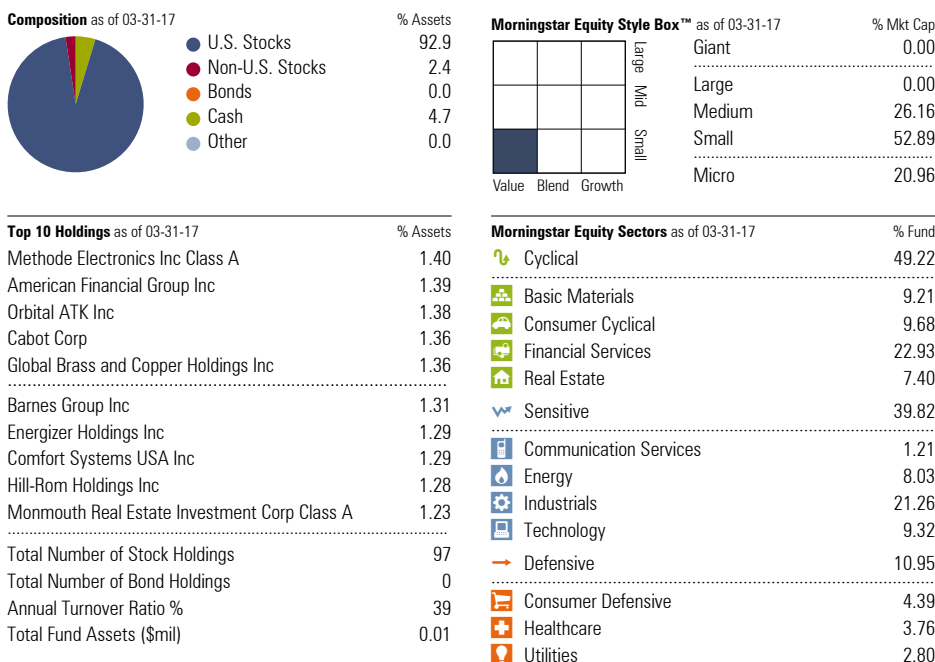 Composition as of 03-31-17 % Assets
U.S. Stocks 92.9
Non-U.S. Stocks 2.4
Bonds 0.0
Cash 4.7
Other 0.0
Morningstar Equity Style Box™ as of 03-31-17 % Mkt Cap
Large
Mid
Small
Value Blend Growth
Giant 0.00
Large 0.00
Medium 26.16
Small 52.89
Micro 20.96
Top 10 Holdings as of 03-31-17 % Assets
Methode Electronics Inc Class A 1.40
American Financial Group Inc 1.39
Orbital ATK Inc 1.38
Cabot Corp 1.36
Global Brass and Copper Holdings Inc 1.36
Barnes Group Inc 1.31
Energizer Holdings Inc 1.29
Comfort Systems USA Inc 1.29
Hill-Rom Holdings Inc 1.28
Monmouth Real Estate Investment Corp Class A 1.23
Total Number of Stock Holdings 97
Total Number of Bond Holdings 0
Annual Turnover Ratio % 39
Total Fund Assets ($mil) 0.01
Morningstar Equity Sectors as of 03-31-17 % Fund
Cyclical 49.22
Basic Materials 9.21
Consumer Cyclical 9.68
Financial Services 22.93
Real Estate 7.40
Sensitive 39.82
Communication Services 1.21
Energy 8.03
Industrials 21.26
Technology 9.32
Defensive 10.95
Consumer Defensive 4.39
Healthcare 3.76
Utilities 2.80